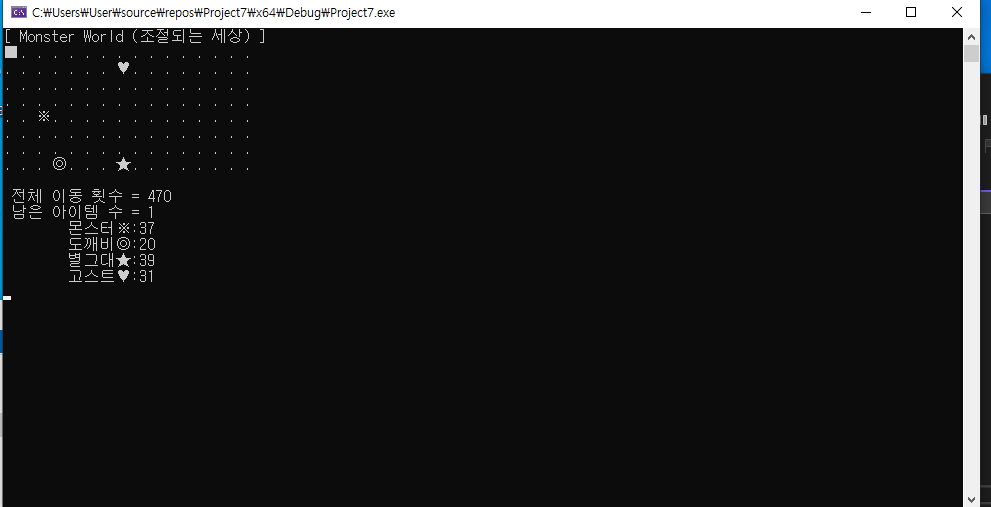 C:₩Users₩User₩source₩repos₩Project7₩x64₩Debug₩Project7.exe
[ Monster World (조절되는 세상) ]
■. . . . . . . . . . . . . . .
. . . . . . . ♥. . . . . . . .
. . . . . . . . . . . . . . . .
. . . . . . . . . . . . . . . .
. . ※. . . . . . . . . . . . .
. . . . . . . . . . . . . . . .
. . . . . . . . . . . . . . . .
. . . ◎. . . ★. . . . . . . .
전체 이동 횟수 = 470
남은 아이템 수 = 1
몬스터※:37
도깨비◎:20
별그대★:39
고스트♥:31